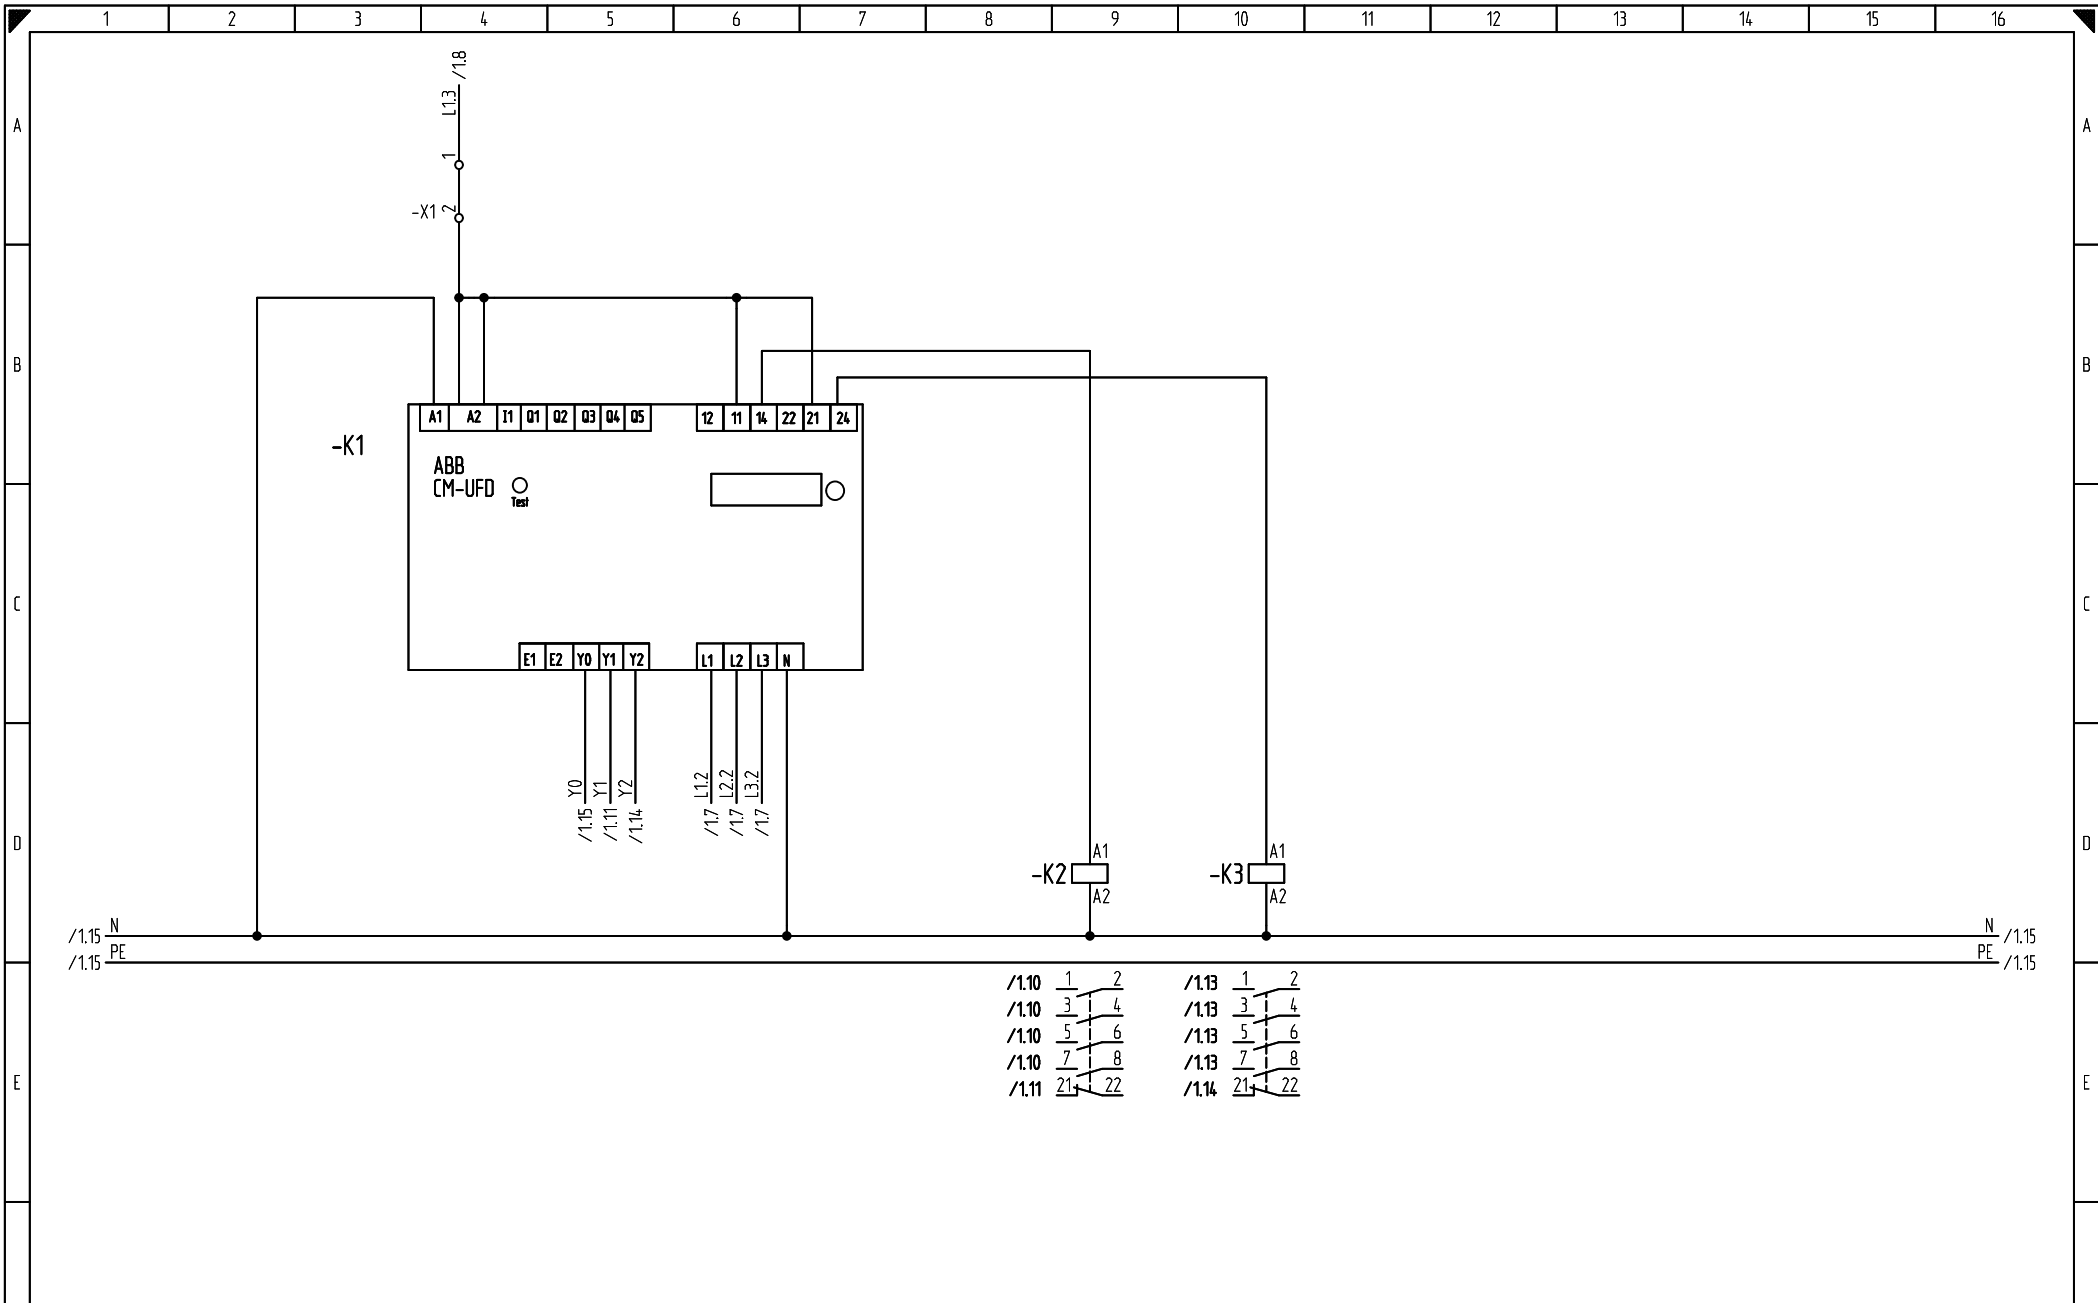 1 2 3 4 5 6 7 8 9 10 11 12 13 14 15 16
/1.8
L1.3
A A
1
-X1 2
B B
A1 A2 I1 Q1 Q2 Q3 Q4 Q5 12 11 14 22 21 24
-K1
ABB
CM-UFD
Test
C C
E1 E2 Y0 Y1 Y2 L1 L2 L3 N
Y0 Y1 Y2 L1.2 L2.2 L3.2
/1.15 /1.11 /1.14 /1.7 /1.7 /1.7
D D
A1 A1
-K2 -K3
A2 A2
N N
/1.15 /1.15
PE PE
/1.15 /1.15
/1.10 1 2 /1.13 1 2
/1.10 3 4 /1.13 3 4
/1.10 5 6 /1.13 5 6
/1.10 7 8 /1.13 7 8
/1.11 21 22 /1.14 21 22
E E